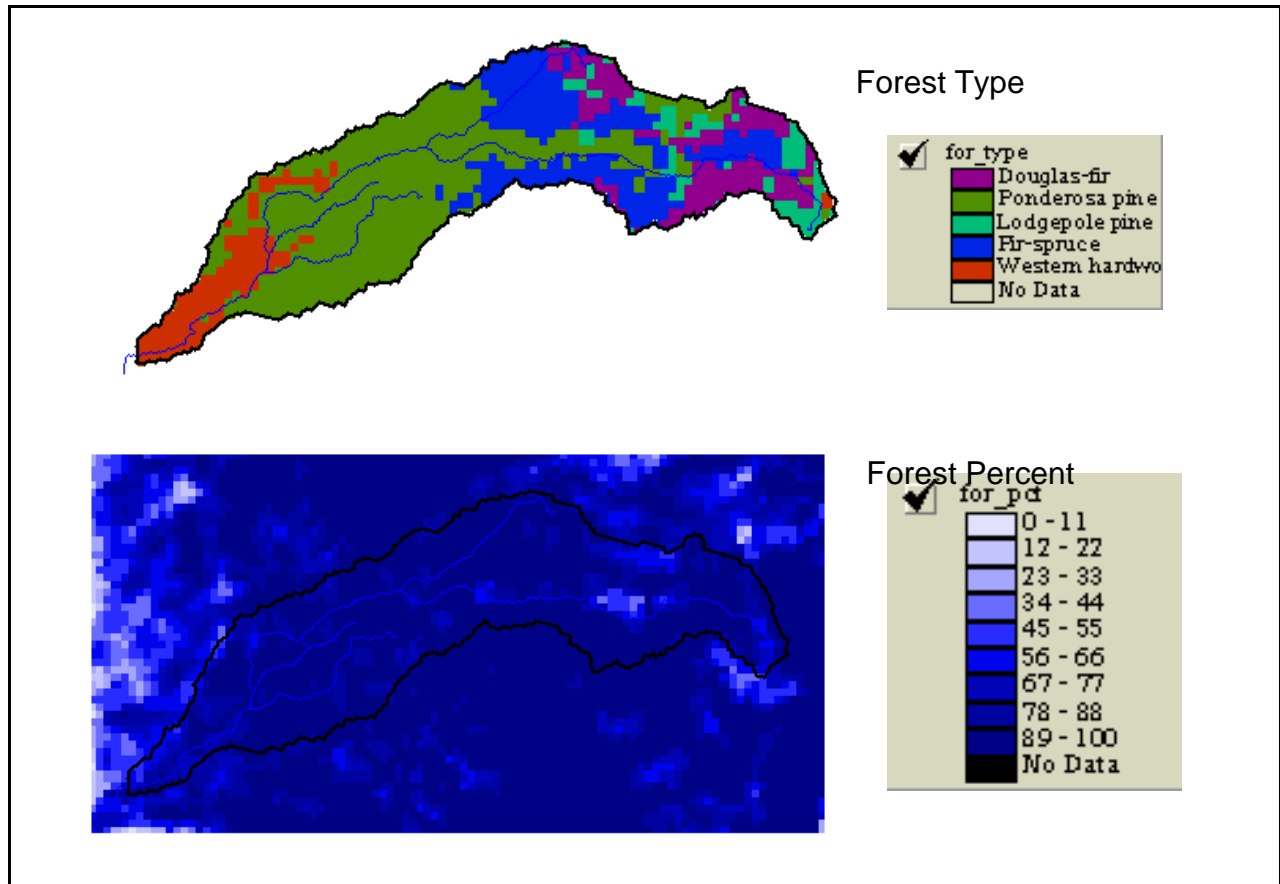 Forest Type
for_type
Douglas-fir
Ponderosa pine
Lodgepole pine
Fir-spruce
Western hardwo
No Data
Forest Percent
for_pct
0 - 11
12 - 22
23 - 33
34 - 44
45 - 55
56 - 66
67 - 77
78 - 88
89 - 100
No Data